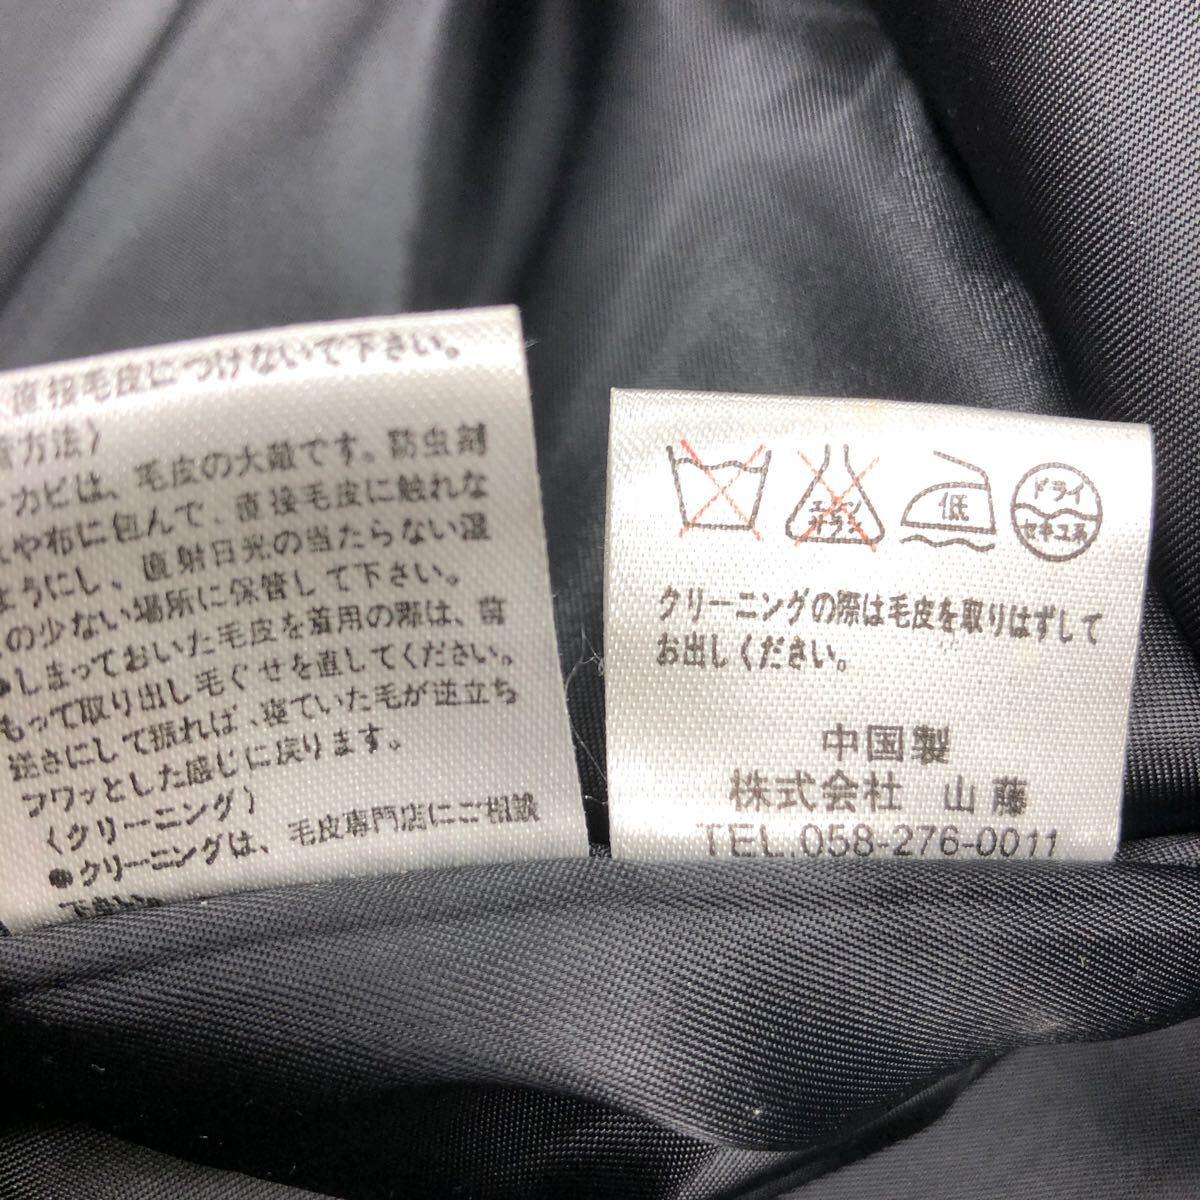 直接毛皮につけないで下さい。
方法〉
カビは、毛皮の大敵です。防虫剤
や布に包んで、直接毛皮に触れな
ようにし、直射日光の当たらない湿
の少ない場所に保管して下さい。
●しまっておいた毛皮を着用の際は、前
もって取り出し毛ぐせを直してください。
逆さにして振れば、寝ていた毛が逆立ち
フワッとした感じに戻ります。
〈クリーニング〉
●クリーニングは、毛皮専門店にご相談
下さい。
エンソ
サラシ
低
ドライ
セキユ系
クリーニングの際は毛皮を取りはずして
お出しください。
中国製
株式会社 山藤
TEL.058-276-0011